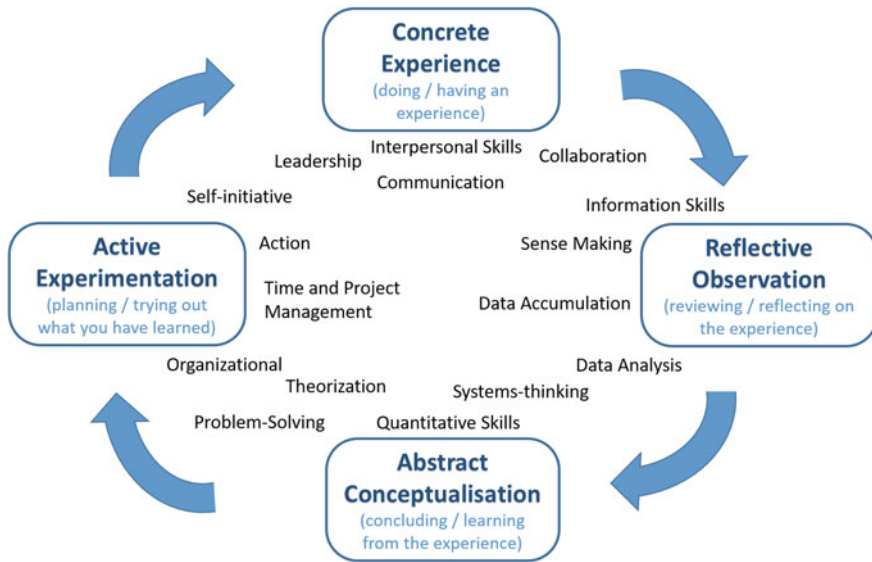 Concrete
Experience
(doing / having an
experience)
Interpersonal Skills
Leadership
Collaboration
Communication
Self-initiative
Information Skills
Active
Experimentation
(planning / trying out
what you have learned)
Action
Sense Making
Reflective
Observation
(reviewing / reflecting on
the experience)
Time and Project
Management
Data Accumulation
Organizational
Data Analysis
Theorization
Systems-thinking
Problem-Solving
Quantitative Skills
Abstract
Conceptualisation
(concluding / learning
from the experience)